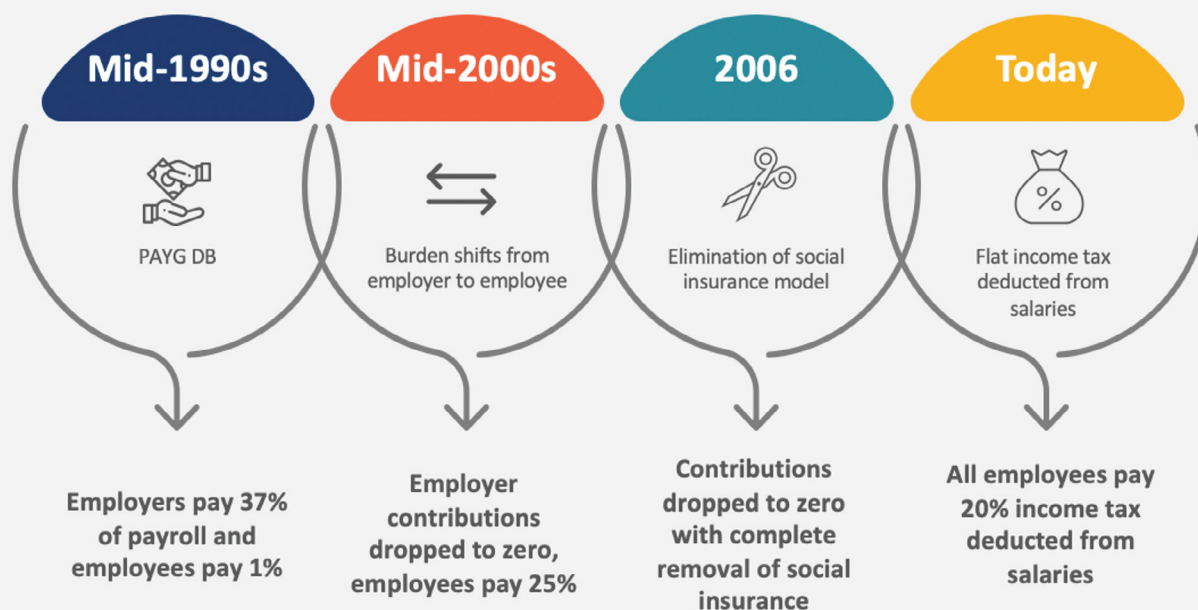 Mid-1990s
PAYG DB
Employers pay 37%
of payroll and
employees pay 1%
Mid-2000s
Burden shifts from
employer to employee
Employer
contributions
dropped to zero,
employees pay 25%
2006
Elimination of social
insurance model
Contributions
dropped to zero
with complete
removal of social
insurance
Today
%
Flat income tax
deducted from
salaries
All employees pay
20% income tax
deducted from
salaries